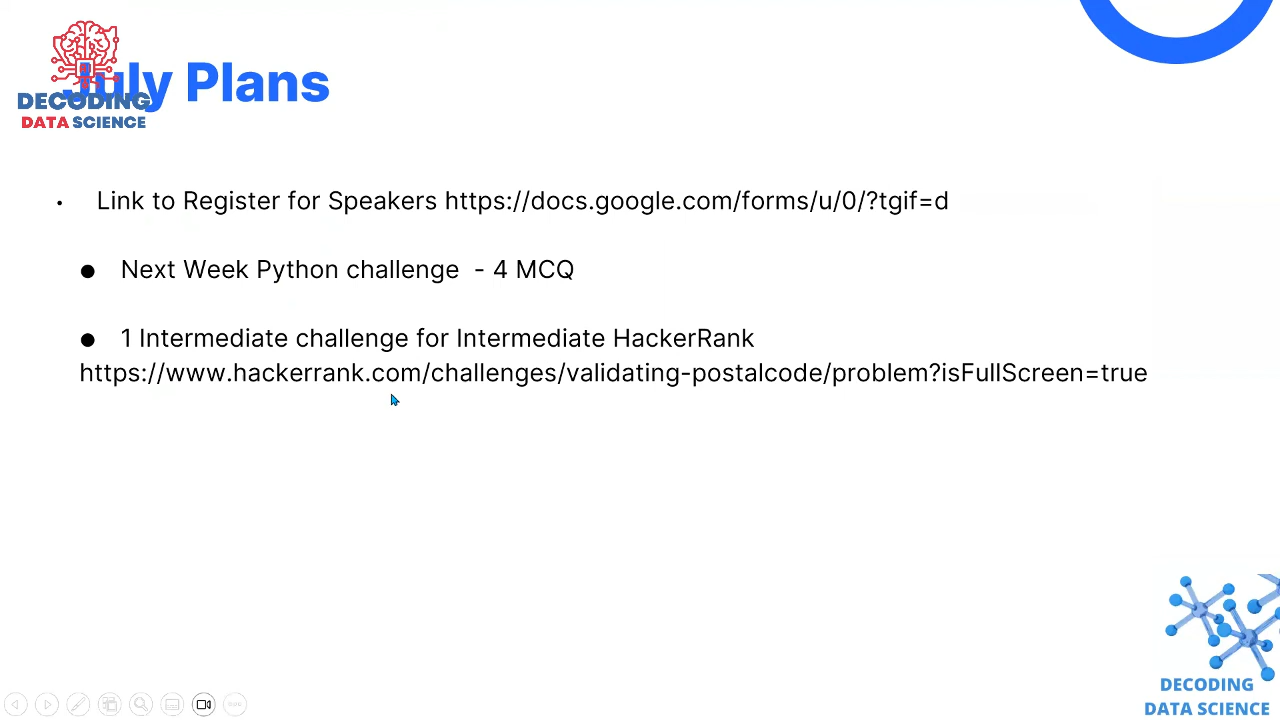 July Plans
DECODING
DATA SCIENCE
• Link to Register for Speakers https://docs.google.com/forms/u/0/?tgif=d
● Next Week Python challenge - 4 MCQ
● 1 Intermediate challenge for Intermediate HackerRank
https://www.hackerrank.com/challenges/validating-postalcode/problem?isFullScreen=true
DECODING
DATA SCIENCE